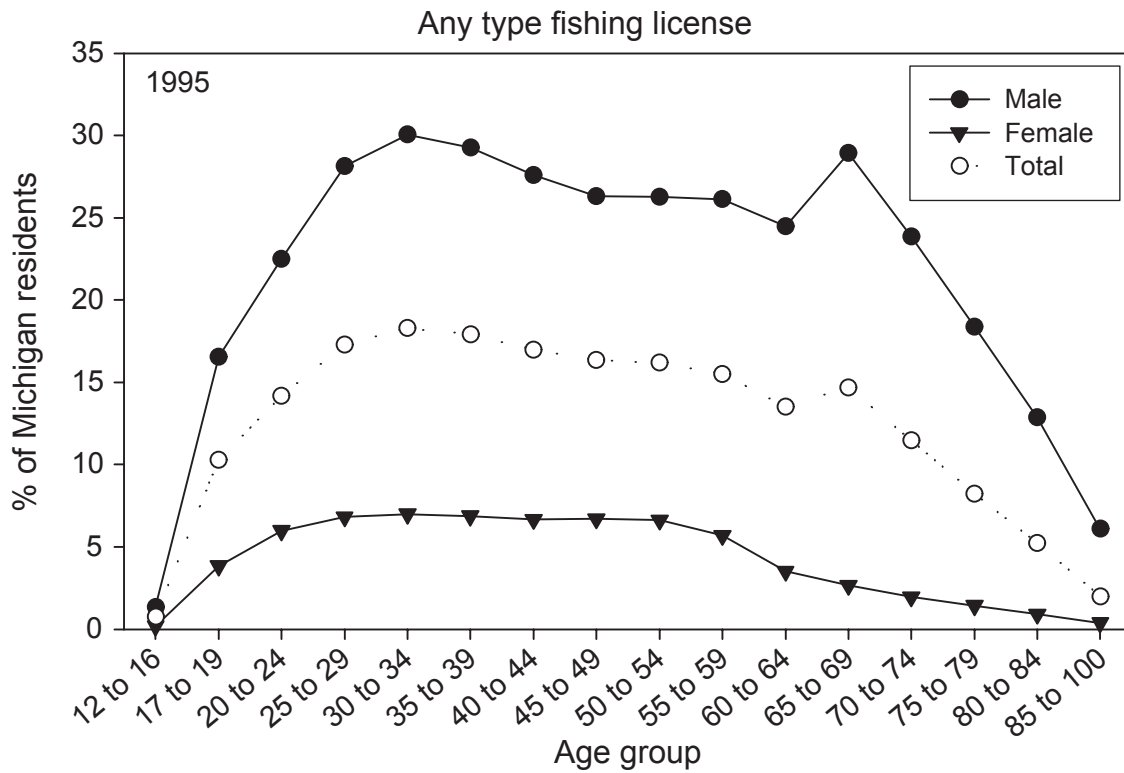 Any type fishing license
35
30
25
20
15
10
5
0
% of Michigan residents
1995
Male
Female
Total
12 to 16
17 to 19
20 to 24
25 to 29
30 to 34
35 to 39
40 to 44
45 to 49
50 to 54
55 to 59
60 to 64
65 to 69
70 to 74
75 to 79
80 to 84
85 to 100
Age group